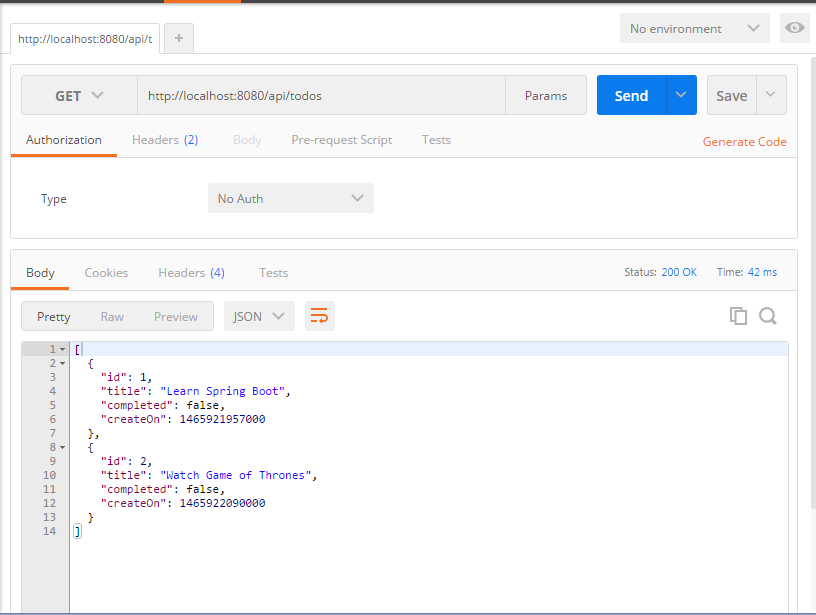 http://localhost:8080/api/t
+
No environment
GET
http://localhost:8080/api/todos
Params
Send
Save
Authorization
Headers (2)
Body
Pre-request Script
Tests
Generate Code
Type
No Auth
Body
Cookies
Headers (4)
Tests
Status: 200 OK
Time: 42 ms
Pretty
Raw
Preview
JSON
1 [
2 {
3 "id": 1,
4 "title": "Learn Spring Boot",
5 "completed": false,
6 "createOn": 1465921957000
7 },
8 {
9 "id": 2,
10 "title": "Watch Game of Thrones",
11 "completed": false,
12 "createOn": 1465922090000
13 }
14 ]